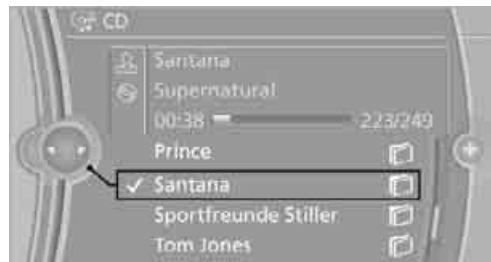 CD
Santana
Supernatural
00:38 223/249
Prince
Santana
Sportfreunde Stiller
Tom Jones